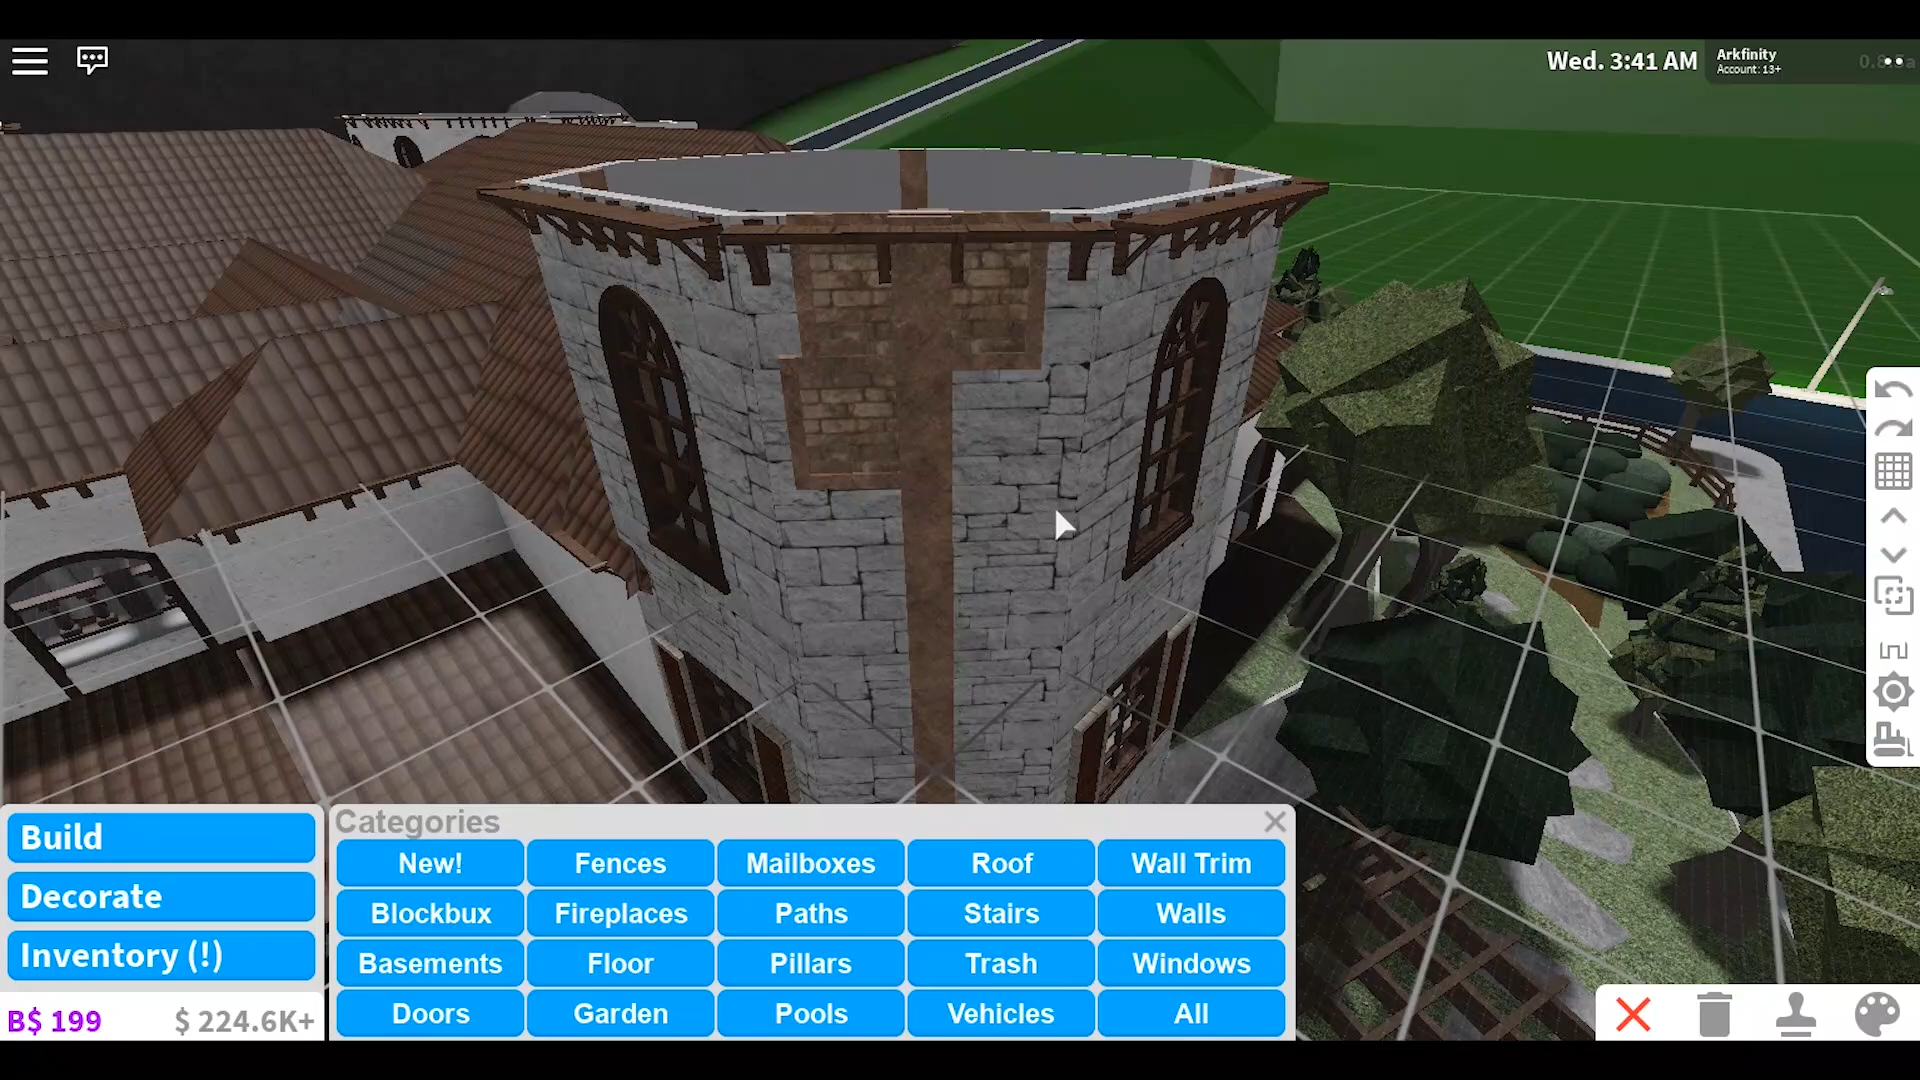 Wed. 3:41 AM
Arkfinity
Account: 13+
Build
Decorate
Inventory (!)
B$ 199
$ 224.6K+
Categories
New!
Fences
Mailboxes
Roof
Wall Trim
Blockbux
Fireplaces
Paths
Stairs
Walls
Basements
Floor
Pillars
Trash
Windows
Doors
Garden
Pools
Vehicles
All